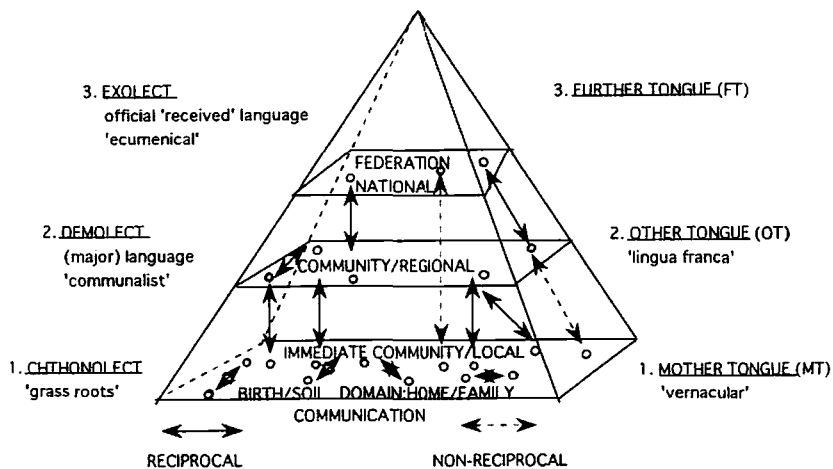 3. EXOLECT
official 'received' language
'ecumenical'
3. FURTHER TONGUE (FT)
FEDERATION
NATIONAL
2. DEMOLECT
(major) language
'communalist'
COMMUNITY/REGIONAL
2. OTHER TONGUE (OT)
'lingua franca'
1. CHTHONOLECT
'grass roots'
IMMEDIATE COMMUNITY/LOCAL
BIRTH/SOIL DOMAIN:HOME/FAMILY
COMMUNICATION
1. MOTHER TONGUE (MT)
'vernacular'
RECIPROCAL
NON-RECIPROCAL